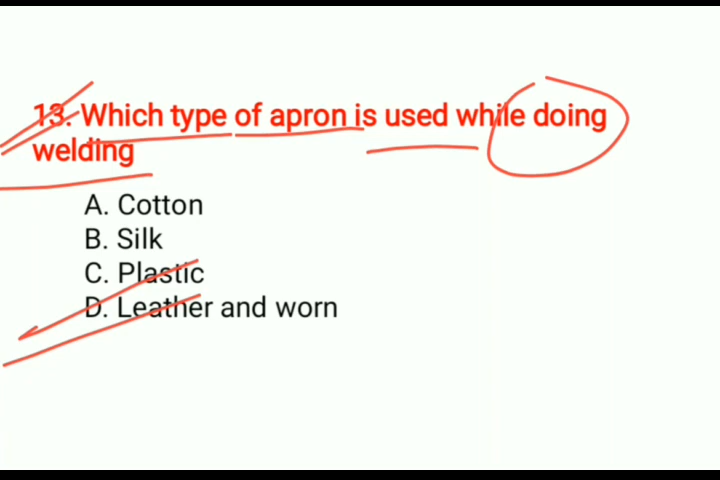 13. Which type of apron is used while doing
welding
A. Cotton
B. Silk
C. Plastic
D. Leather and worn